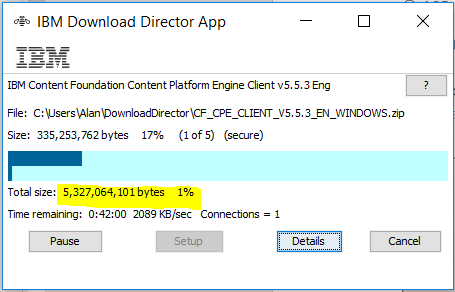 IBM Download Director App
IBM
IBM Content Foundation Content Platform Engine Client v5.5.3 Eng
?
File: C:\Users\Alan\DownloadDirector\CF_CPE_CLIENT_V5.5.3_EN_WINDOWS.zip
Size: 335,253,762 bytes 17% (1 of 5) (secure)
Total size: 5,327,064,101 bytes 1%
Time remaining: 0:42:00 2089 KB/sec Connections = 1
Pause Setup Details Cancel